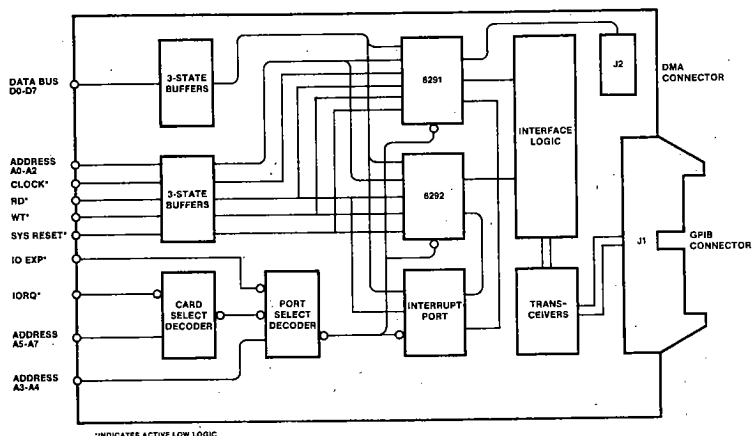 DATA BUS
D0-D7
3-STATE
BUFFERS
6291
J2
DMA
CONNECTOR
INTERFACE
LOGIC
ADDRESS
A0-A2
CLOCK*
RD*
WT*
SYS RESET*
3-STATE
BUFFERS
6292
J1
GPIB
CONNECTOR
IO EXP*
IORQ*
ADDRESS
A5-A7
ADDRESS
A3-A4
CARD
SELECT
DECODER
PORT
SELECT
DECODER
INTERRUPT
PORT
TRANS-
CEIVERS
*INDICATES ACTIVE LOW LOGIC